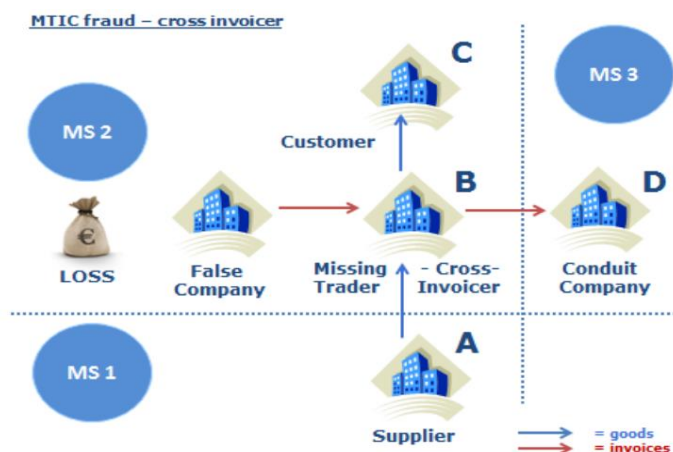 MTIC fraud – cross invoicer
C
MS 3
MS 2
Customer
B
D
€
LOSS
False
Company
Missing
Trader
- Cross-
Invoicer
Conduit
Company
MS 1
A
Supplier
= goods
= invoices